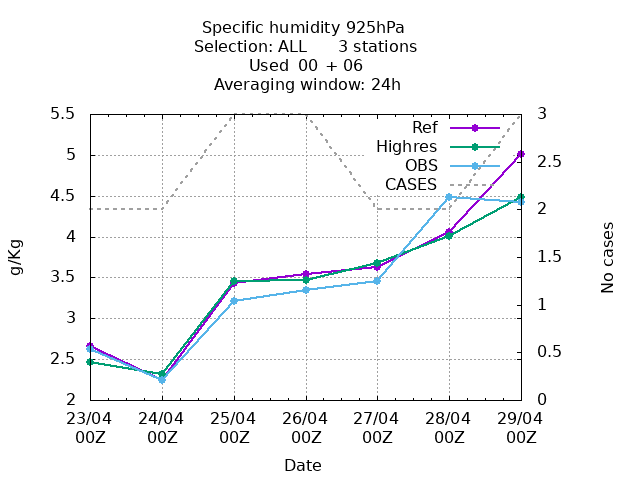 Specific humidity 925hPa
Selection: ALL 3 stations
Used 00 + 06
Averaging window: 24h
5.5
5
4.5
4
3.5
3
2.5
2
g/Kg
Ref
Highres
OBS
CASES
3
2.5
2
1.5
1
0.5
0
No cases
23/04 24/04 25/04 26/04 27/04 28/04 29/04
00Z 00Z 00Z 00Z 00Z 00Z 00Z
Date